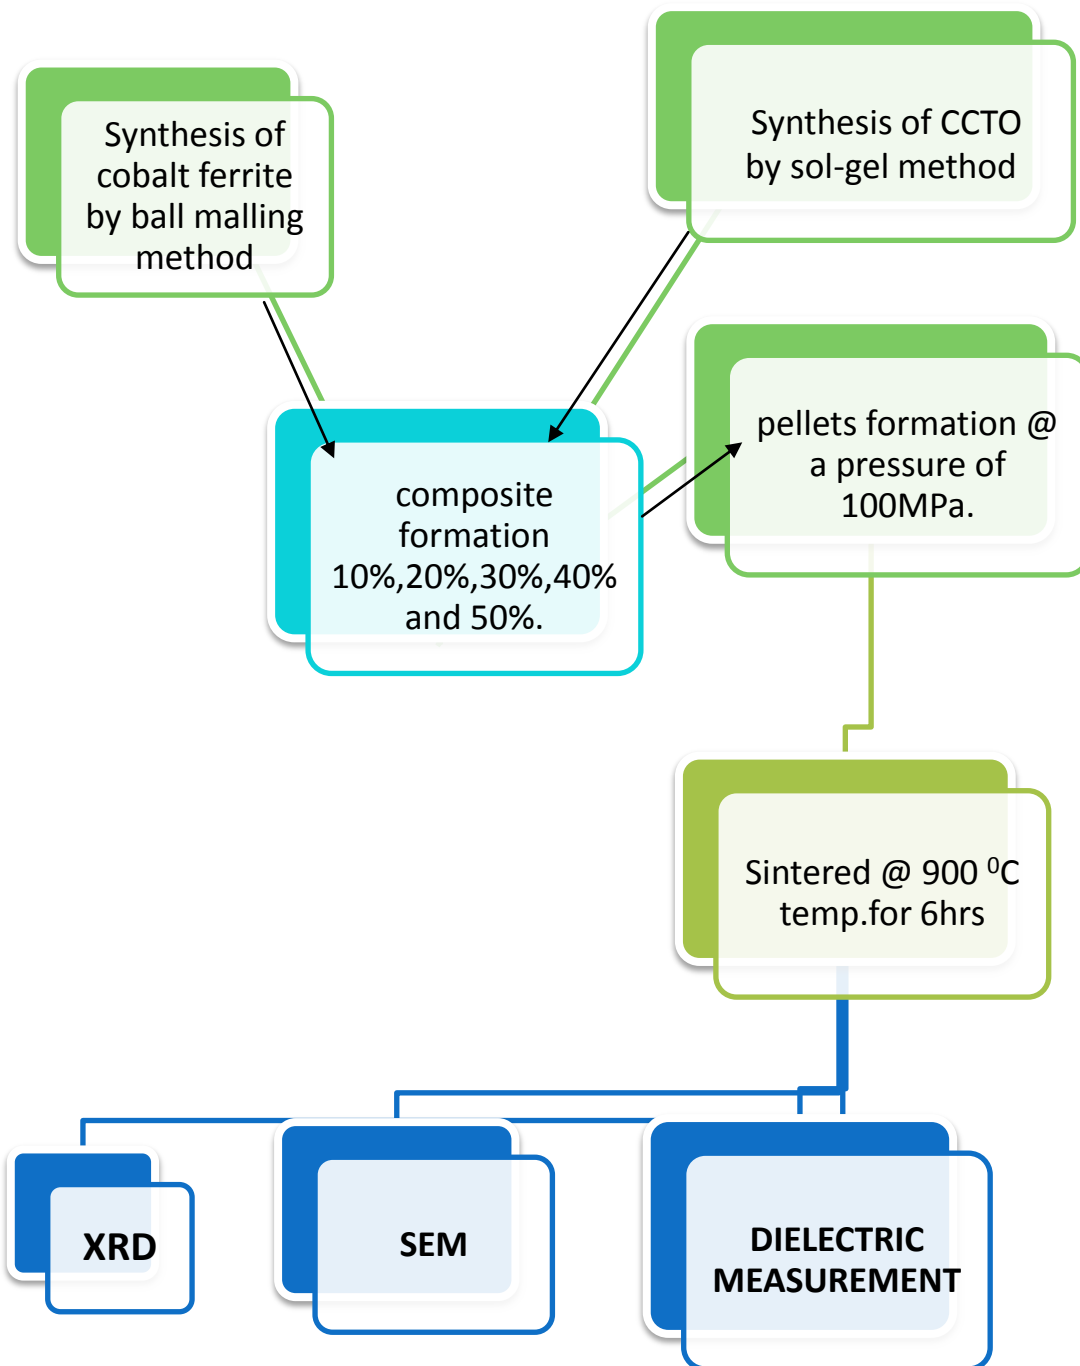 Synthesis of
cobalt ferrite
by ball malling
method
Synthesis of CCTO
by sol-gel method
composite
formation
10%,20%,30%,40%
and 50%.
pellets formation @
a pressure of
100MPa.
Sintered @ 900 ⁰C
temp.for 6hrs
XRD
SEM
DIELECTRIC
MEASUREMENT